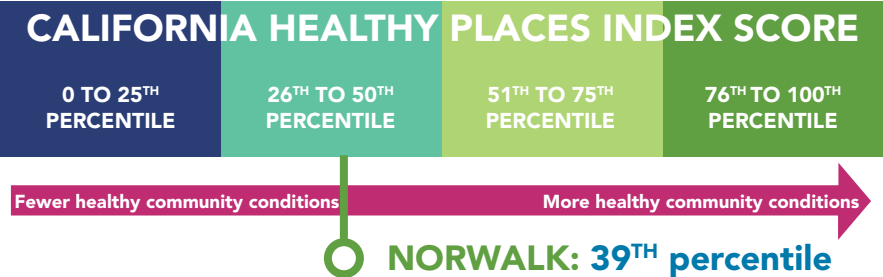 CALIFORNIA HEALTHY PLACES INDEX SCORE
0 TO 25TH PERCENTILE
26TH TO 50TH PERCENTILE
51TH TO 75TH PERCENTILE
76TH TO 100TH PERCENTILE
Fewer healthy community conditions
More healthy community conditions
NORWALK: 39TH percentile